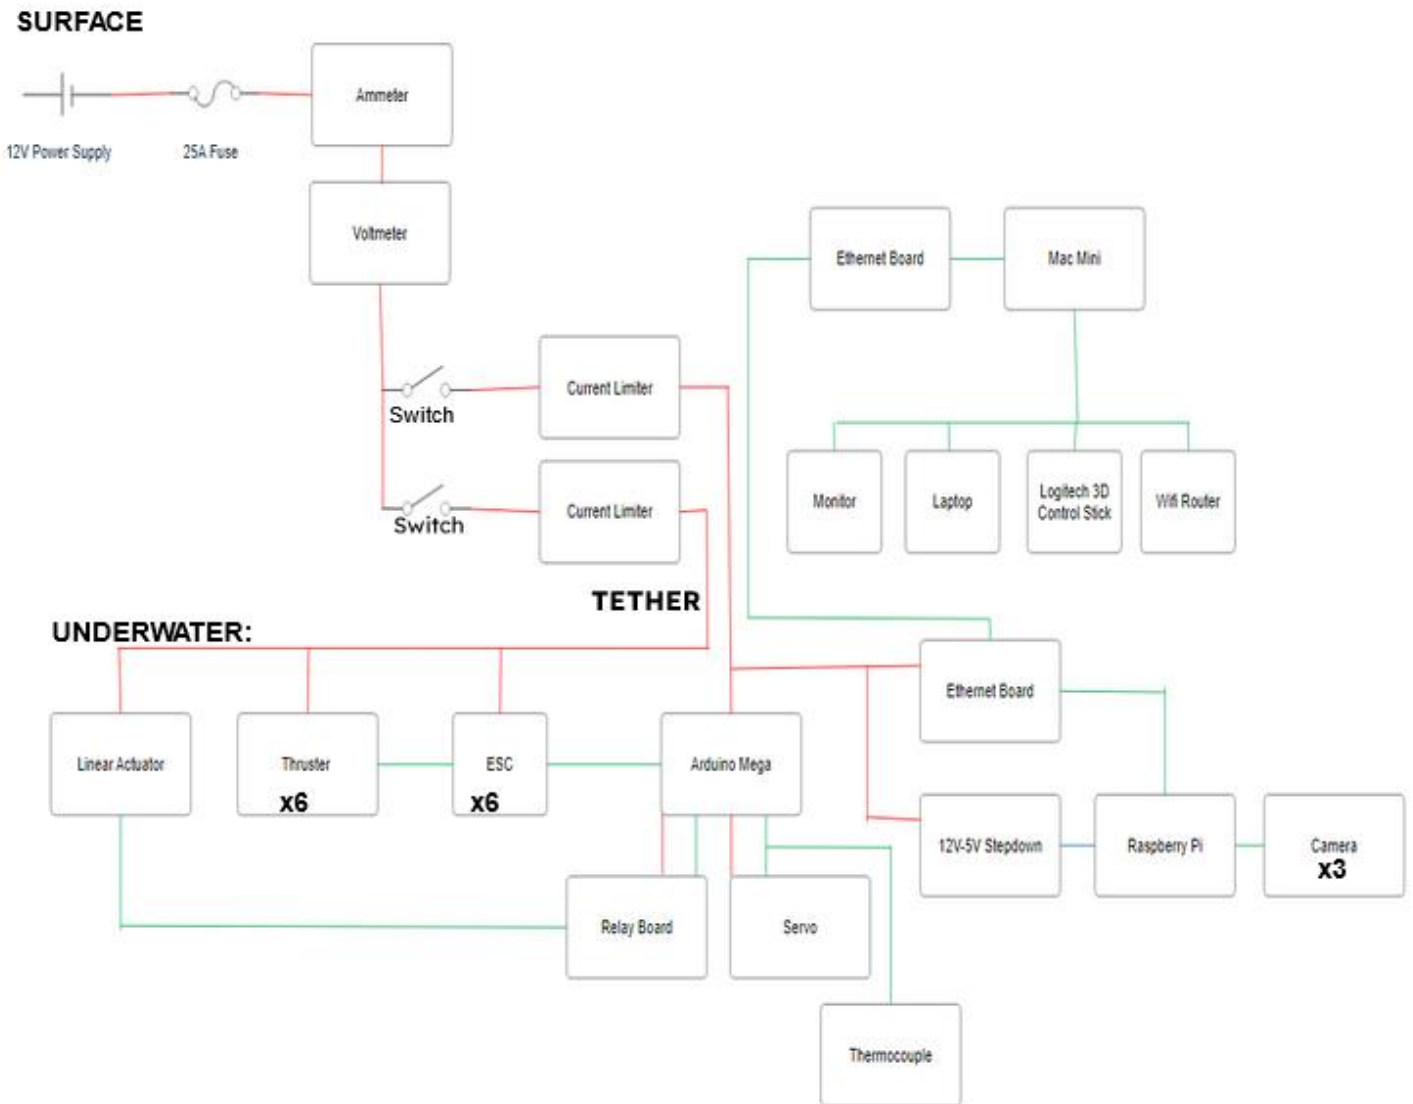 SURFACE
Ammeter
12V Power Supply
25A Fuse
Voltmeter
Ethernet Board
Mac Mini
Current Limiter
Switch
Current Limiter
Switch
Monitor
Laptop
Logitech 3D
Control Stick
Wifi Router
TETHER
UNDERWATER:
Ethernet Board
Linear Actuator
Thruster
x6
ESC
x6
Arduino Mega
12V-5V Stepdown
Raspberry Pi
Camera
x3
Relay Board
Servo
Thermocouple